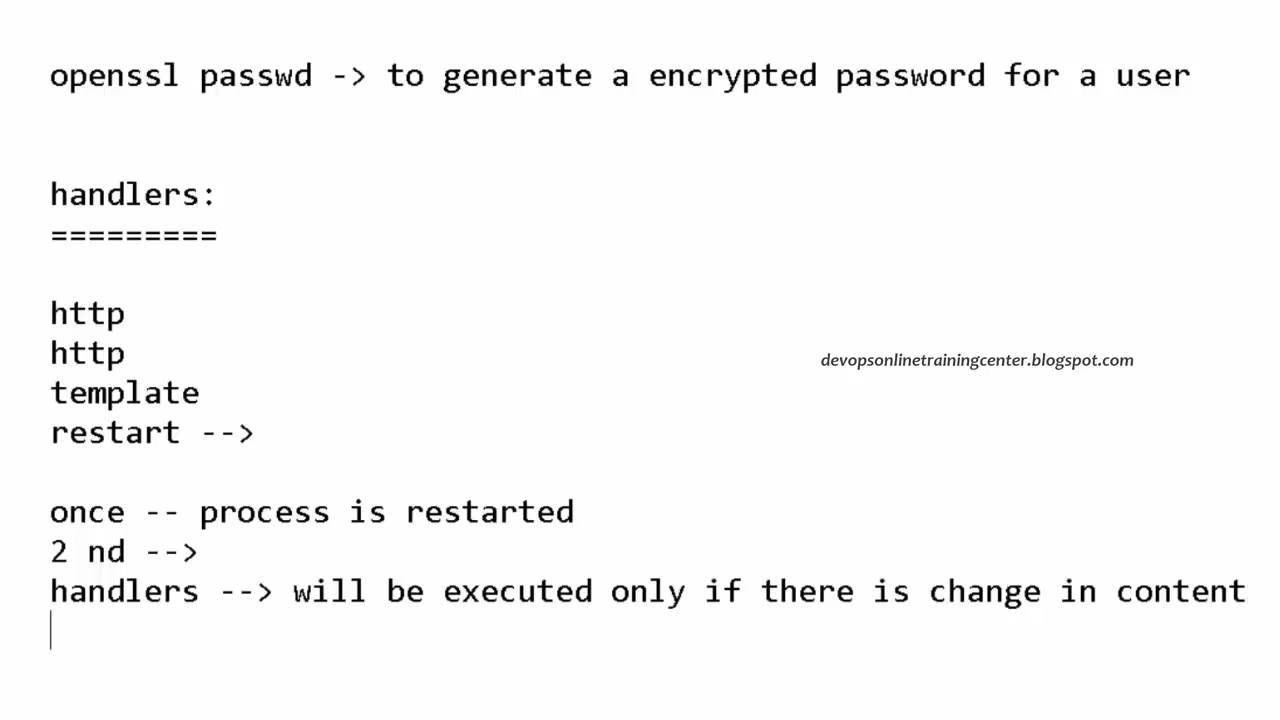 openssl passwd -> to generate a encrypted password for a user
handlers:
=========
http
http
devopsonlinetrainingcenter.blogspot.com
template
restart -->
once -- process is restarted
2 nd -->
handlers --> will be executed only if there is change in content